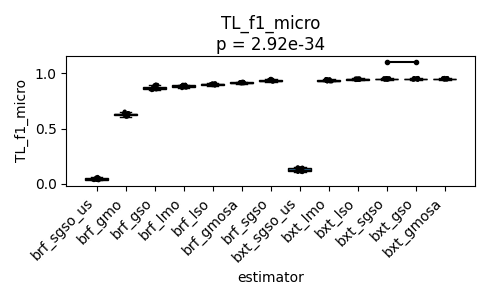 TL_f1_micro
p = 2.92e-34
TL_f1_micro
1.0
0.5
0.0
brf_sgso_us
brf_gmo
brf_gso
brf_lmo
brf_lso
brf_gmosa
brf_sgso
bxt_sgso_us
bxt_lmo
bxt_lso
bxt_sgso
bxt_gso
bxt_gmosa
estimator